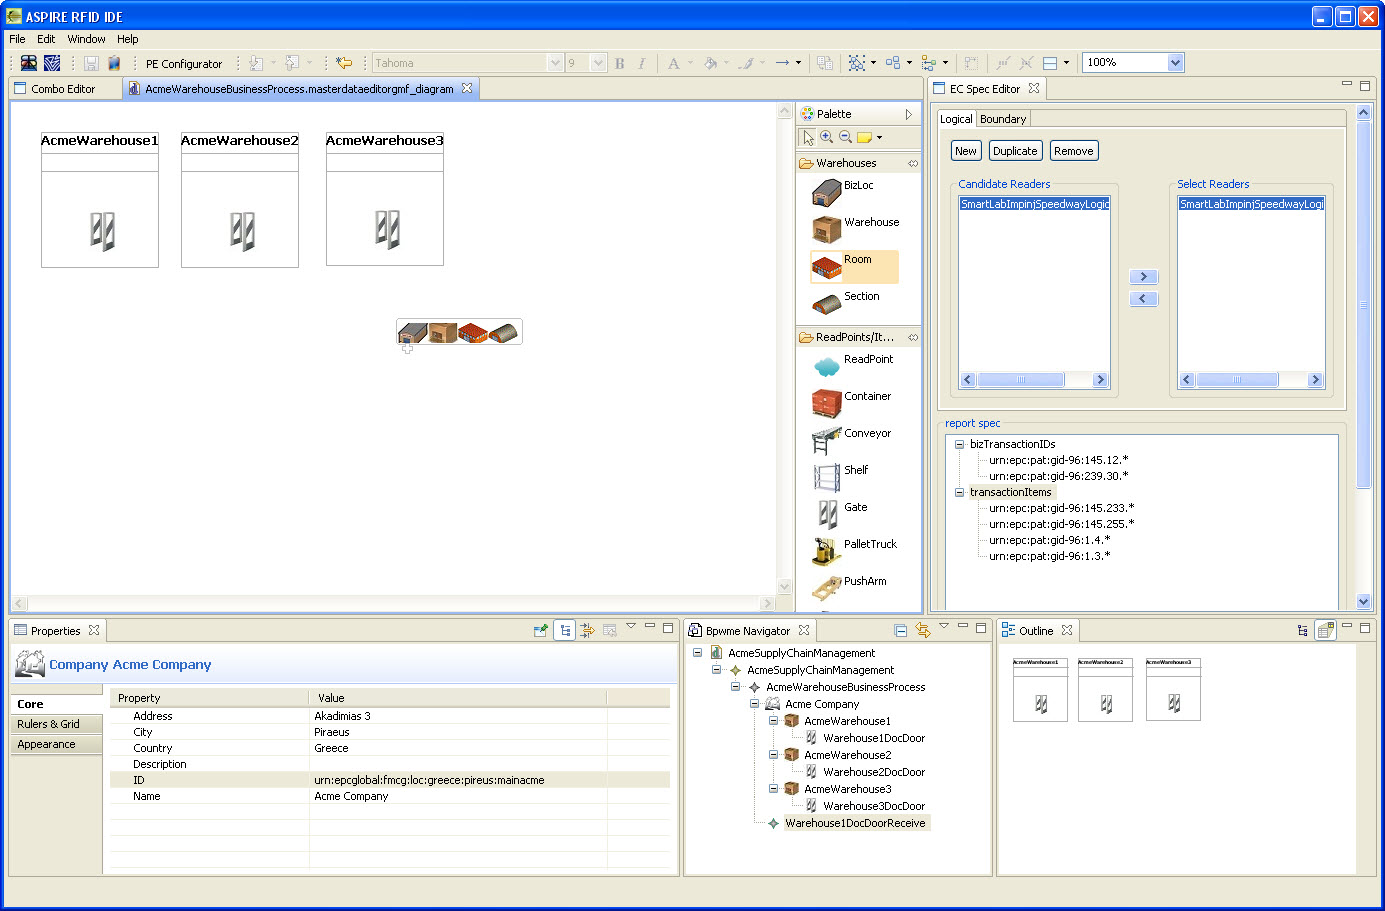 ASPIRE RFID IDE
File Edit Window Help
PE Configurator
Tahoma
9
B I
A
100%
Combo Editor
AcmeWarehouseBusinessProcess.masterdataeditorgmf_diagram
AcmeWarehouse1
AcmeWarehouse2
AcmeWarehouse3
Palette
Warehouses
BizLoc
Warehouse
Room
Section
ReadPoints/It...
ReadPoint
Container
Conveyor
Shelf
Gate
PalletTruck
PushArm
EC Spec Editor
Logical Boundary
New Duplicate Remove
Candidate Readers
SmartLabImpinjSpeedwayLogic
Select Readers
SmartLabImpinjSpeedwayLogi
report spec
bizTransactionIDs
urn:epc:pat:gid-96:145.12.*
urn:epc:pat:gid-96:239.30.*
transactionItems
urn:epc:pat:gid-96:145.233.*
urn:epc:pat:gid-96:145.255.*
urn:epc:pat:gid-96:1.4.*
urn:epc:pat:gid-96:1.3.*
Properties
Company Acme Company
Core
Rulers & Grid
Appearance
Property Value
Address Akadimias 3
City Piraeus
Country Greece
Description
ID urn:epcglobal:fmcg:loc:greece:pireus:mainacme
Name Acme Company
Bpwme Navigator
AcmeSupplyChainManagement
AcmeSupplyChainManagement
AcmeWarehouseBusinessProcess
Acme Company
AcmeWarehouse1
Warehouse1DocDoor
AcmeWarehouse2
Warehouse2DocDoor
AcmeWarehouse3
Warehouse3DocDoor
Warehouse1DocDoorReceive
Outline
AcmeWarehouse1
AcmeWarehouse2
AcmeWarehouse3